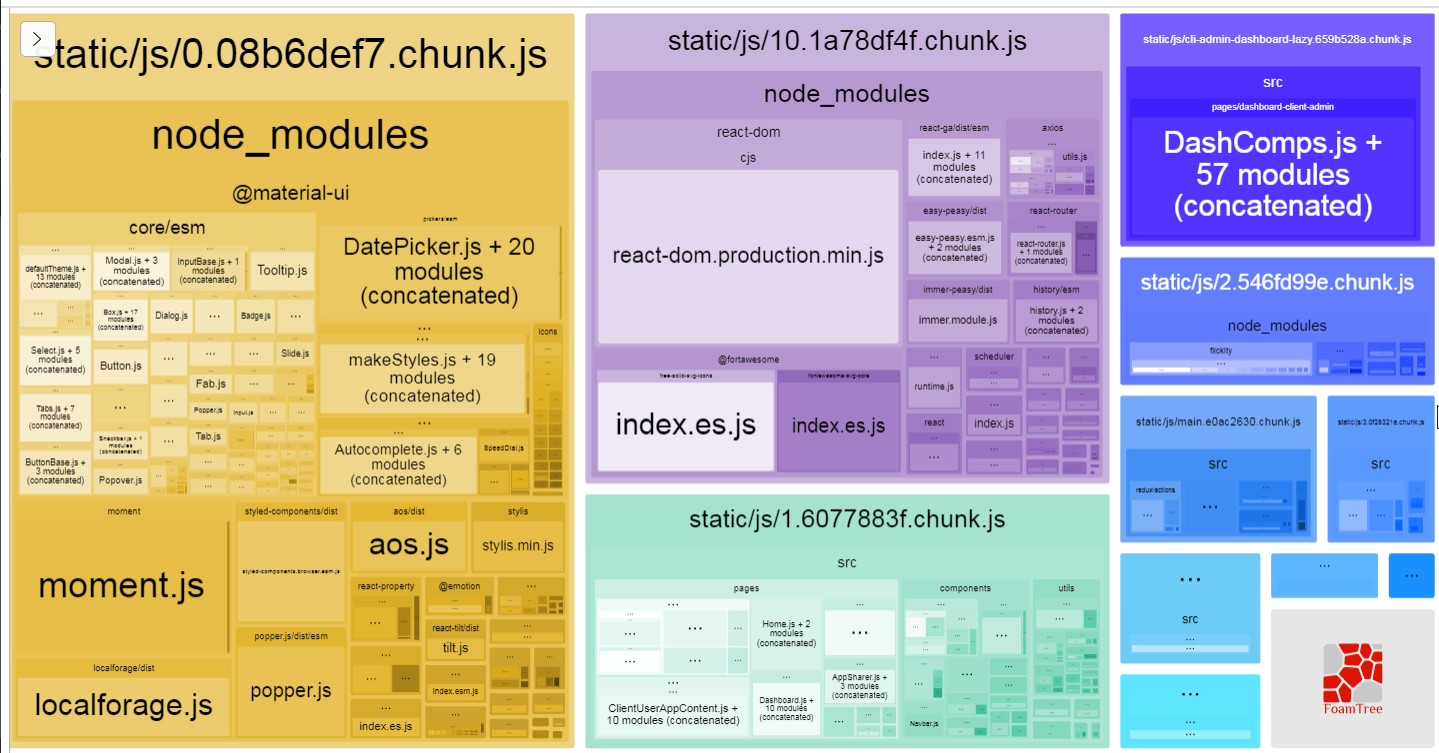 static/js/0.08b6def7.chunk.js
node_modules
@material-ui
core/esm
...
defaultTheme.js +
13 modules
(concatenated)
...
Modal.js + 3
modules
(concatenated)
...
InputBase.js + 1
modules
(concatenated)
...
Tooltip.js
Box.js + 17
modules
(concatenated)
Dialog.js
...
Badge.js
...
Select.js + 5
modules
(concatenated)
Button.js
...
...
...
Slide.js
Fab.js
...
...
Tabs.js + 7
modules
(concatenated)
...
Popper.js
Input.js
Snackbar.js + 1
modules
(concatenated)
Tab.js
ButtonBase.js +
3 modules
(concatenated)
Popover.js
pickers/esm
DatePicker.js + 20
modules
(concatenated)
...
makeStyles.js + 19
modules
(concatenated)
...
Autocomplete.js + 6
modules
(concatenated)
icons
SpeedDial.js
moment
moment.js
localforage/dist
localforage.js
styled-components/dist
styled-components.browser.esm.js
popper.js/dist/esm
popper.js
aos/dist
aos.js
stylis
stylis.min.js
react-property
...
@emotion
...
react-tilt/dist
tilt.js
index.esm.js
index.es.js
static/js/10.1a78df4f.chunk.js
node_modules
react-dom
cjs
react-dom.production.min.js
react-ga/dist/esm
index.js + 11
modules
(concatenated)
axios
...
utils.js
easy-peasy/dist
easy-peasy.esm.js
+ 2 modules
(concatenated)
react-router
...
react-router.js
+ 1 modules
(concatenated)
immer-peasy/dist
immer.module.js
history/esm
history.js + 2
modules
(concatenated)
@fortawesome
free-solid-svg-icons
index.es.js
fontawesome-svg-core
index.es.js
...
runtime.js
scheduler
...
react
...
index.js
static/js/1.6077883f.chunk.js
src
pages
...
...
...
ClientUserAppContent.js +
10 modules (concatenated)
Home.js + 2
modules
(concatenated)
...
Dashboard.js +
10 modules
(concatenated)
...
...
AppSharer.js +
3 modules
(concatenated)
components
...
Navbar.js
utils
...
static/js/cli-admin-dashboard-lazy.659b528a.chunk.js
src
pages/dashboard-client-admin
DashComps.js +
57 modules
(concatenated)
static/js/2.546fd99e.chunk.js
node_modules
flickity
...
static/js/main.e0ac2630.chunk.js
src
redux/actions
...
...
static/js/3.0f29321e.chunk.js
src
...
...
src
...
...
...
...
...
...
FoamTree